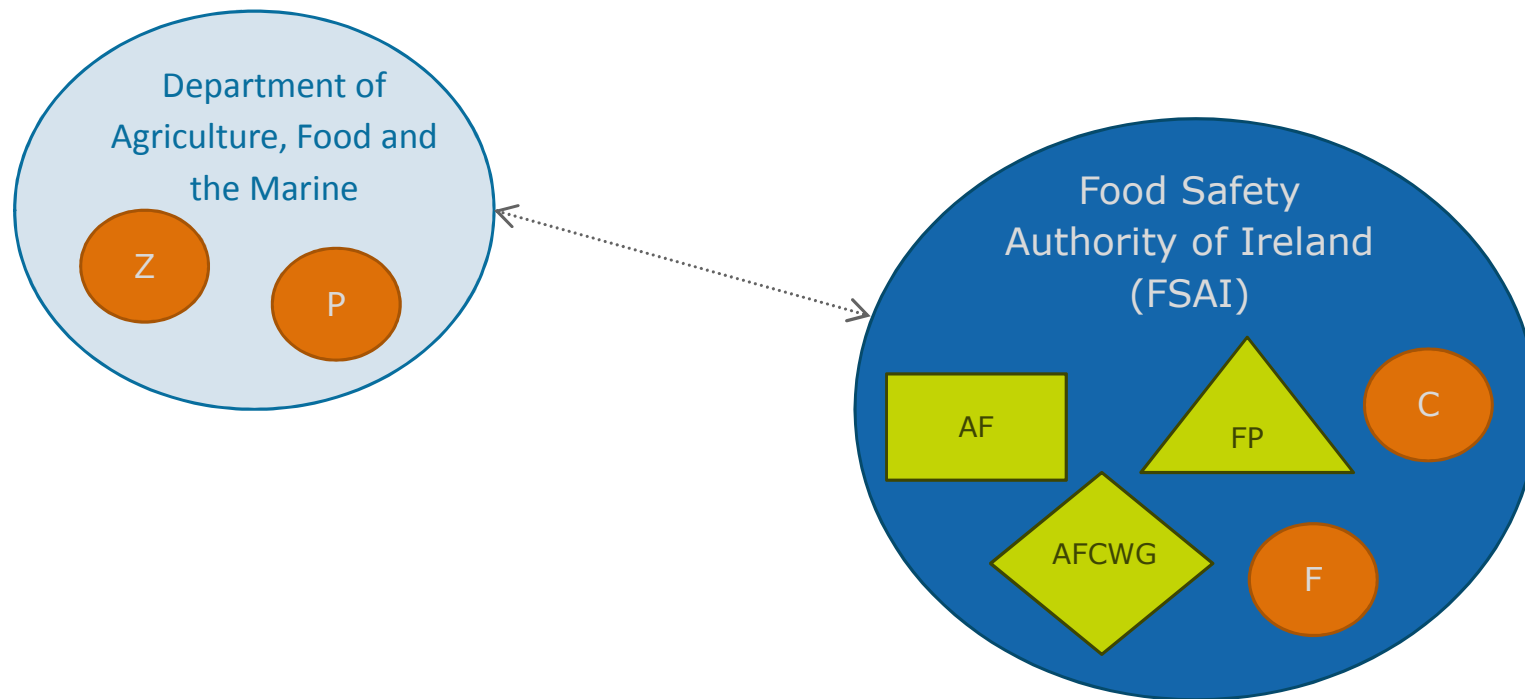 Department of
Agriculture, Food and
the Marine
Z
P
Food Safety
Authority of Ireland
(FSAI)
AF
FP
C
AFCWG
F